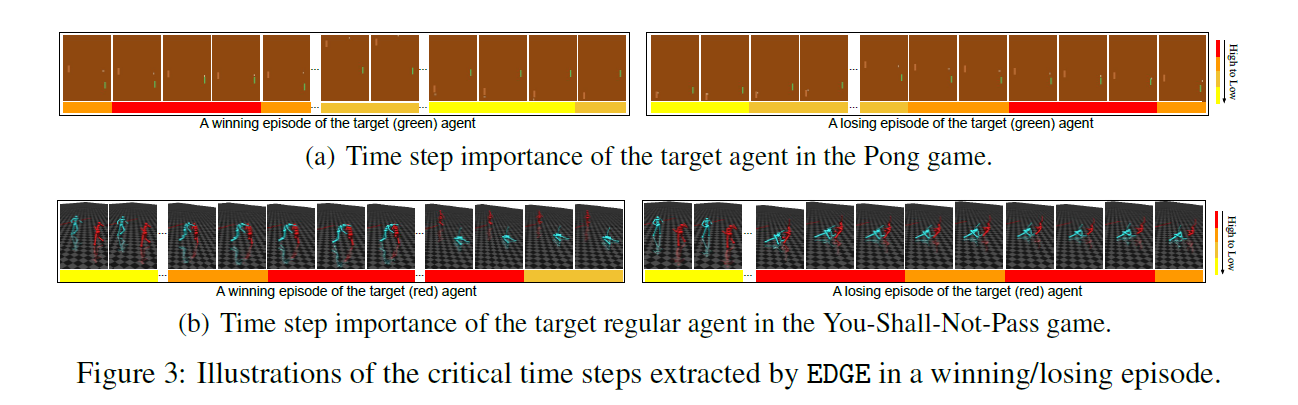 High to Low
... ... ...
... ... ...
A winning episode of the target (green) agent
A losing episode of the target (green) agent
(a) Time step importance of the target agent in the Pong game.
High to Low
... ... ...
... ... ...
A winning episode of the target (red) agent
A losing episode of the target (red) agent
(b) Time step importance of the target regular agent in the You-Shall-Not-Pass game.
Figure 3: Illustrations of the critical time steps extracted by EDGE in a winning/losing episode.